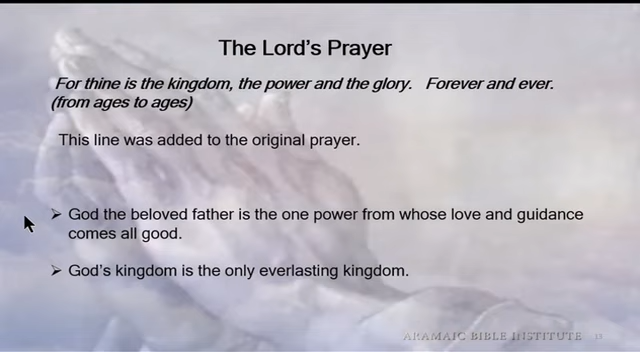 The Lord's Prayer
For thine is the kingdom, the power and the glory. Forever and ever.
(from ages to ages)
This line was added to the original prayer.
➢ God the beloved father is the one power from whose love and guidance
comes all good.
➢ God's kingdom is the only everlasting kingdom.
ARAMAIC BIBLE INSTITUTE